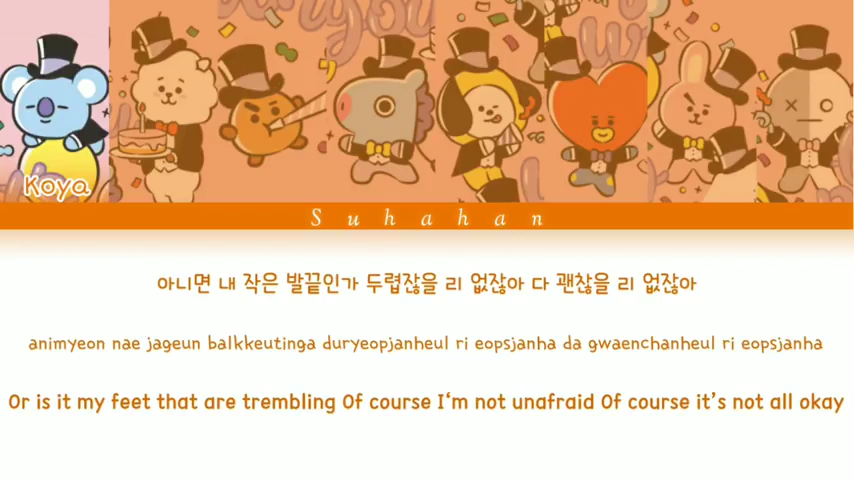 Koya
Suhahan
아니면 내 작은 발끝인가 두렵잖을 리 없잖아 다 괜찮을 리 없잖아
animyeon nae jageun balkkeutinga duryeopjanheul ri eopsjanha da gwaenchanheul ri eopsjanha
Or is it my feet that are trembling Of course I‘m not unafraid Of course it’s not all okay